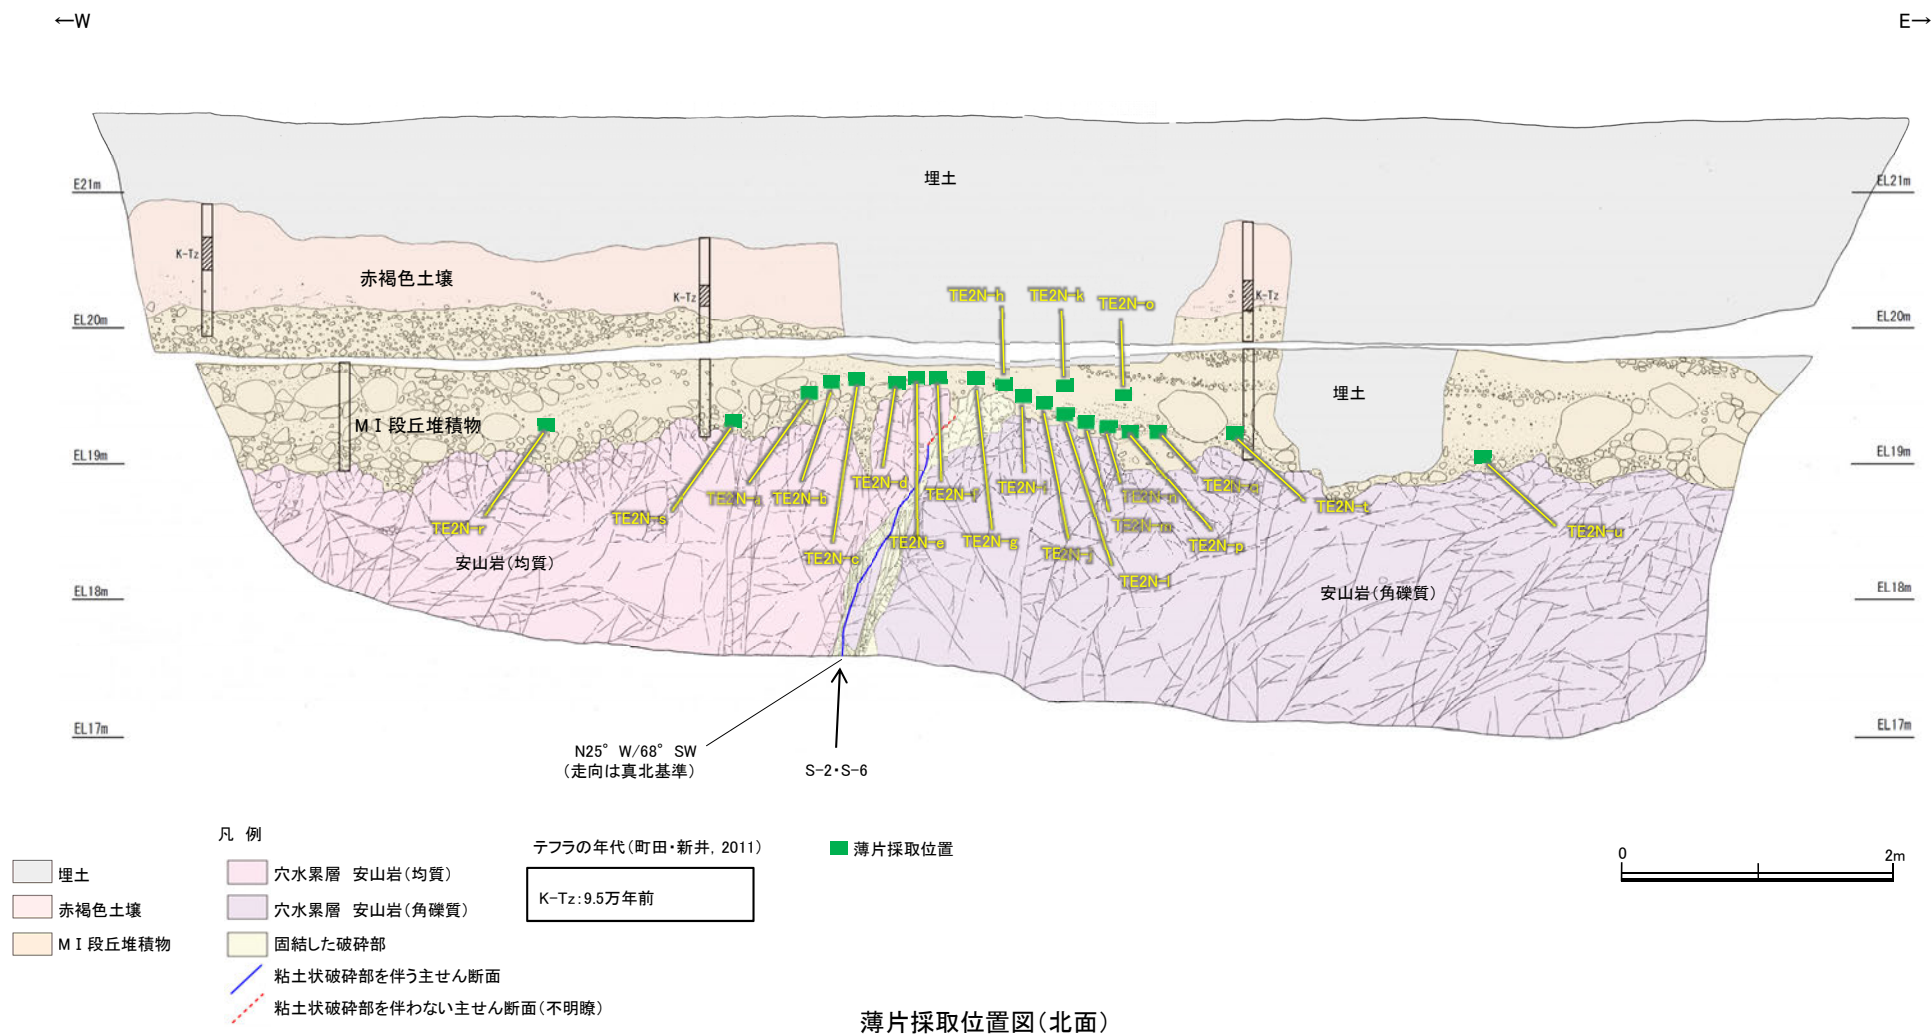 ←W
E→
埋土
E21m
EL21m
K-Tz
赤褐色土壌
K-Tz
K-Tz
TE2N-h
TE2N-k
TE2N-o
EL20m
EL20m
埋土
MⅠ段丘堆積物
EL19m
EL19m
TE2N-r
TE2N-s
TE2N-a
TE2N-b
TE2N-d
TE2N-f
TE2N-i
TE2N-n
TE2N-q
TE2N-t
TE2N-u
TE2N-m
TE2N-c
TE2N-e
TE2N-g
TE2N-j
TE2N-p
TE2N-l
安山岩(均質)
安山岩(角礫質)
EL18m
EL18m
EL17m
EL17m
N25°W/68°SW
(走向は真北基準)
S-2・S-6
凡 例
埋土
赤褐色土壌
MⅠ段丘堆積物
穴水累層 安山岩(均質)
穴水累層 安山岩(角礫質)
固結した破砕部
粘土状破砕部を伴う主せん断面
粘土状破砕部を伴わない主せん断面(不明瞭)
テフラの年代(町田・新井, 2011)
K-Tz:9.5万年前
薄片採取位置
0 2m
薄片採取位置図(北面)